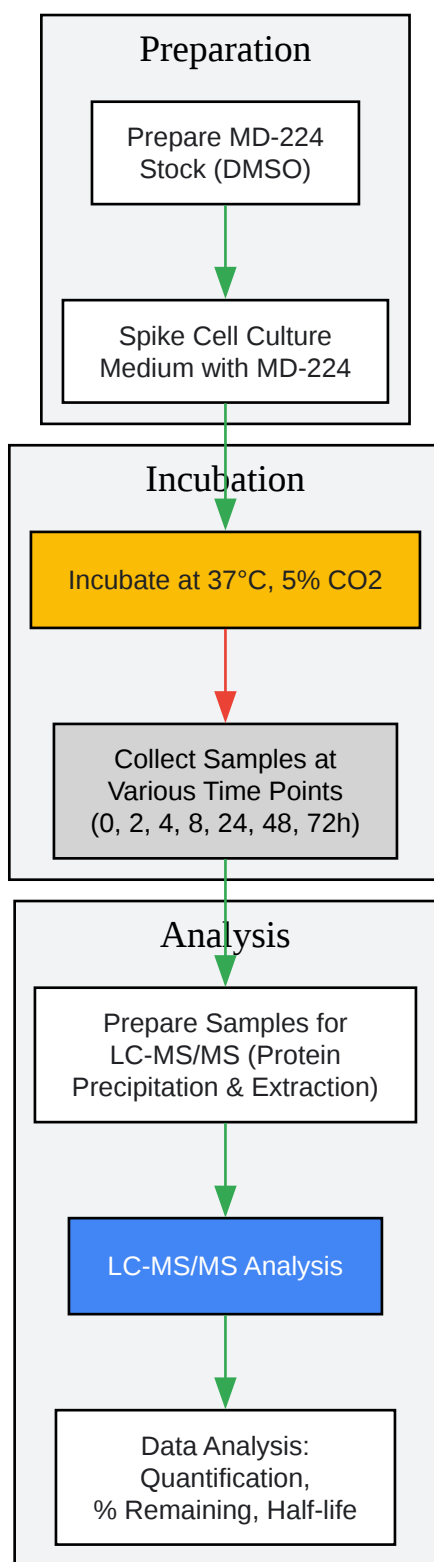 Preparation
Prepare MD-224
Stock (DMSO)
Spike Cell Culture
Medium with MD-224
Incubation
Incubate at 37°C, 5% CO2
Collect Samples at
Various Time Points
(0, 2, 4, 8, 24, 48, 72h)
Analysis
Prepare Samples for
LC-MS/MS (Protein
Precipitation & Extraction)
LC-MS/MS Analysis
Data Analysis:
Quantification,
% Remaining, Half-life